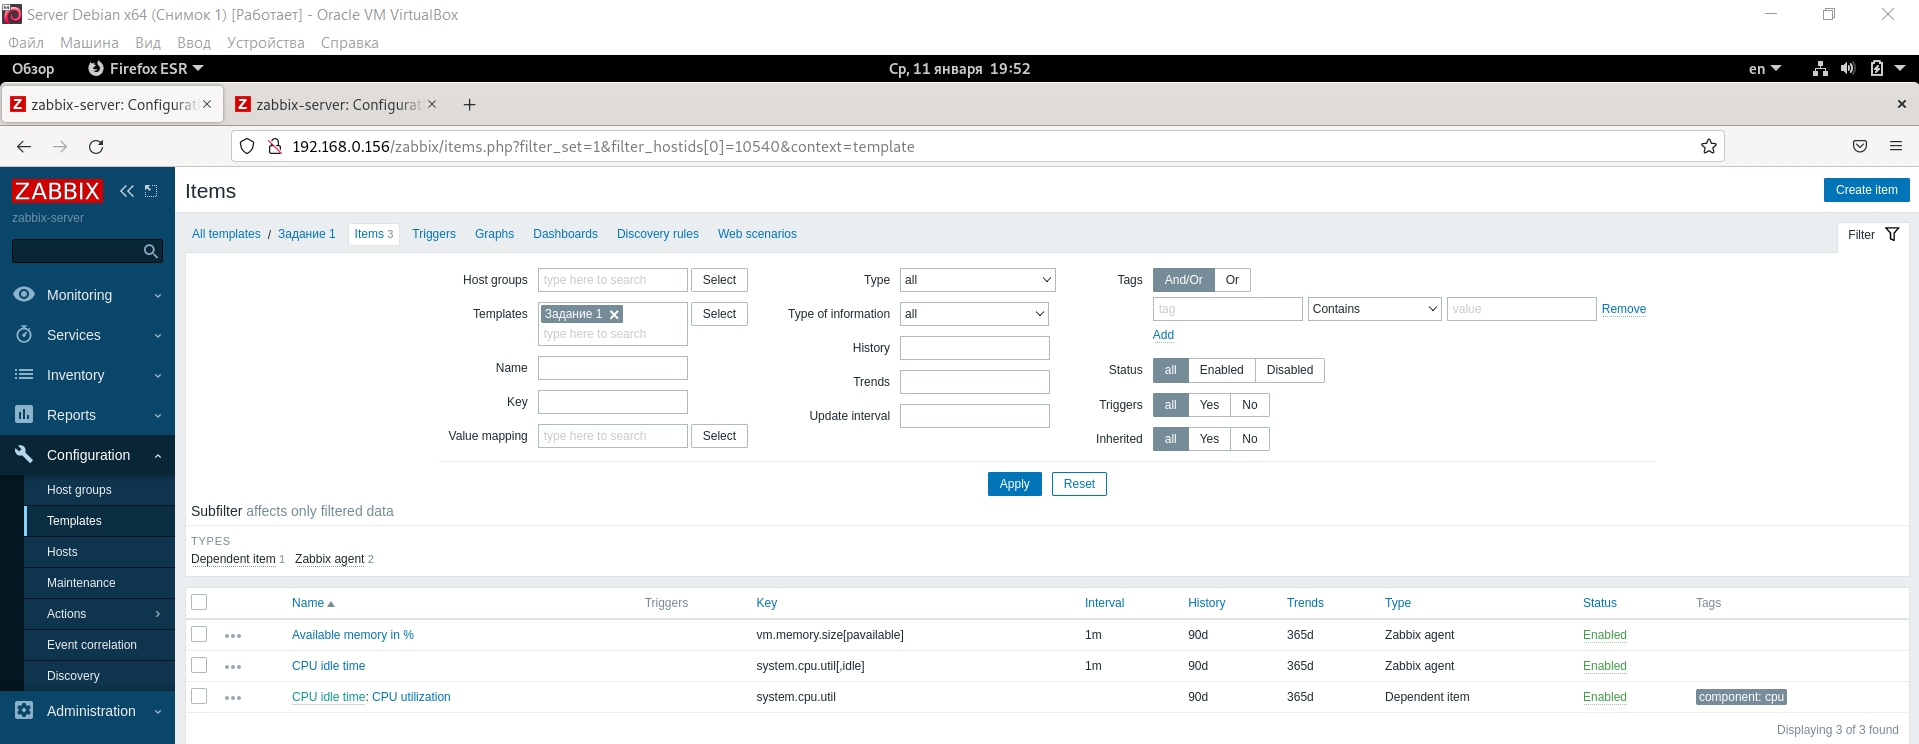 Server Debian x64 (Снимок 1) [Работает] - Oracle VM VirtualBox
Файл Машина Вид Ввод Устройства Справка
Обзор Firefox ESR Ср, 11 января 19:52 en
zabbix-server: Configurati zabbix-server: Configurat
192.168.0.156/zabbix/items.php?filter_set=1&filter_hostids[0]=10540&context=template
ZABBIX
zabbix-server
Monitoring
Services
Inventory
Reports
Configuration
Host groups
Templates
Hosts
Maintenance
Actions
Event correlation
Discovery
Administration
Items Create item
All templates / Задание 1 Items 3 Triggers Graphs Dashboards Discovery rules Web scenarios Filter
Host groups type here to search Select
Templates Задание 1 Select
type here to search
Name
Key
Value mapping type here to search Select
Type all
Type of information all
History
Trends
Update interval
Tags And/Or Or
tag Contains value Remove
Add
Status all Enabled Disabled
Triggers all Yes No
Inherited all Yes No
Apply Reset
Subfilter affects only filtered data
TYPES
Dependent item 1 Zabbix agent 2
Name Triggers Key Interval History Trends Type Status Tags
Available memory in % vm.memory.size[pavailable] 1m 90d 365d Zabbix agent Enabled
CPU idle time system.cpu.util[,idle] 1m 90d 365d Zabbix agent Enabled
CPU idle time: CPU utilization system.cpu.util 90d 365d Dependent item Enabled component: cpu
Displaying 3 of 3 found